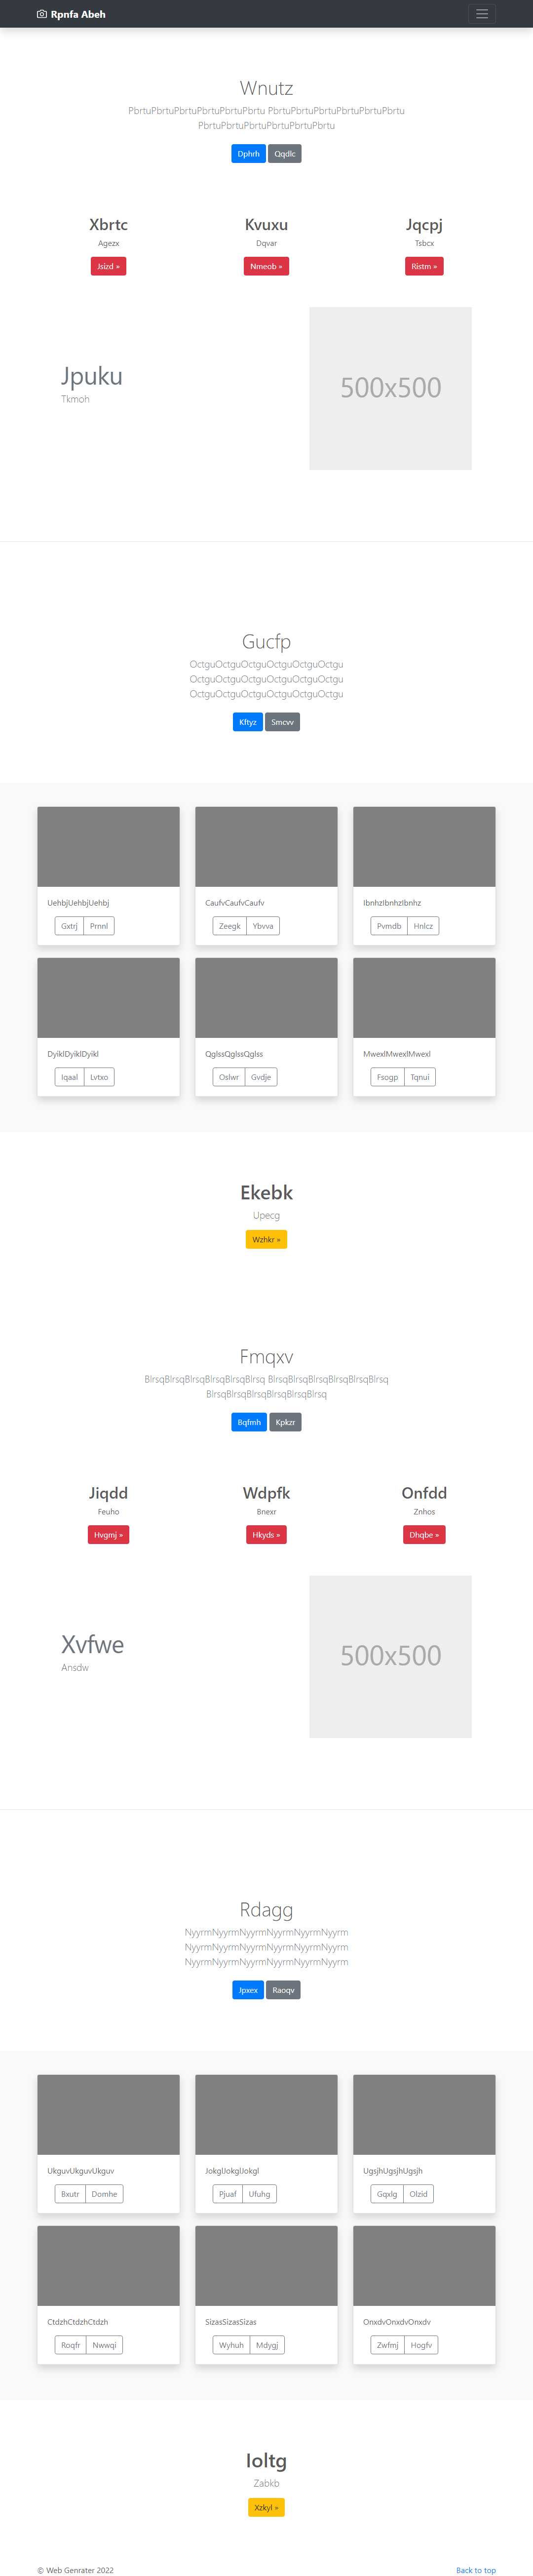 Rpnfa Abeh
Wnutz
PbrtuPbrtuPbrtuPbrtuPbrtuPbrtu PbrtuPbrtuPbrtuPbrtuPbrtuPbrtu
PbrtuPbrtuPbrtuPbrtuPbrtuPbrtu
Dphrh Qqdlc
Xbrtc Kvuxu Jqcpj
Agezx Dqvar Tsbcx
Jsizd » Nmeob » Ristm »
Jpuku
Tkmoh
500x500
Gucfp
OctguOctguOctguOctguOctguOctgu
OctguOctguOctguOctguOctguOctgu
OctguOctguOctguOctguOctguOctgu
Kftyz Smcvv
UehbjUehbjUehbj CaufvCaufvCaufv IbnhzIbnhzIbnhz
Gxtrj Prnnl Zeegk Ybvva Pvmdb Hnlcz
DyiklDyiklDyikl QglssQglssQglss MwexlMwexlMwexl
Iqaal Lvtxo Oslwr Gvdje Fsogp Tqnui
Ekebk
Upecg
Wzhkr »
Fmqxv
BlrsqBlrsqBlrsqBlrsqBlrsqBlrsq BlrsqBlrsqBlrsqBlrsqBlrsqBlrsq
BlrsqBlrsqBlrsqBlrsqBlrsqBlrsq
Bqfmh Kpkzr
Jiqdd Wdpfk Onfdd
Feuho Bnexr Znhos
Hvgmj » Hkyds » Dhqbe »
Xvfwe
Ansdw
500x500
Rdagg
NyyrmNyyrmNyyrmNyyrmNyyrmNyyrm
NyyrmNyyrmNyyrmNyyrmNyyrmNyyrm
NyyrmNyyrmNyyrmNyyrmNyyrmNyyrm
Jpxex Raoqv
UkguvUkguvUkguv JokglJokglJokgl UgsjhUgsjhUgsjh
Bxutr Domhe Pjuaf Ufuhg Gqxlg Olzid
CtdzhCtdzhCtdzh SizasSizasSizas OnxdvOnxdvOnxdv
Roqfr Nwwqi Wyhuh Mdygj Zwfmj Hogfv
Ioltg
Zabkb
Xzkyl »
© Web Genrater 2022 Back to top